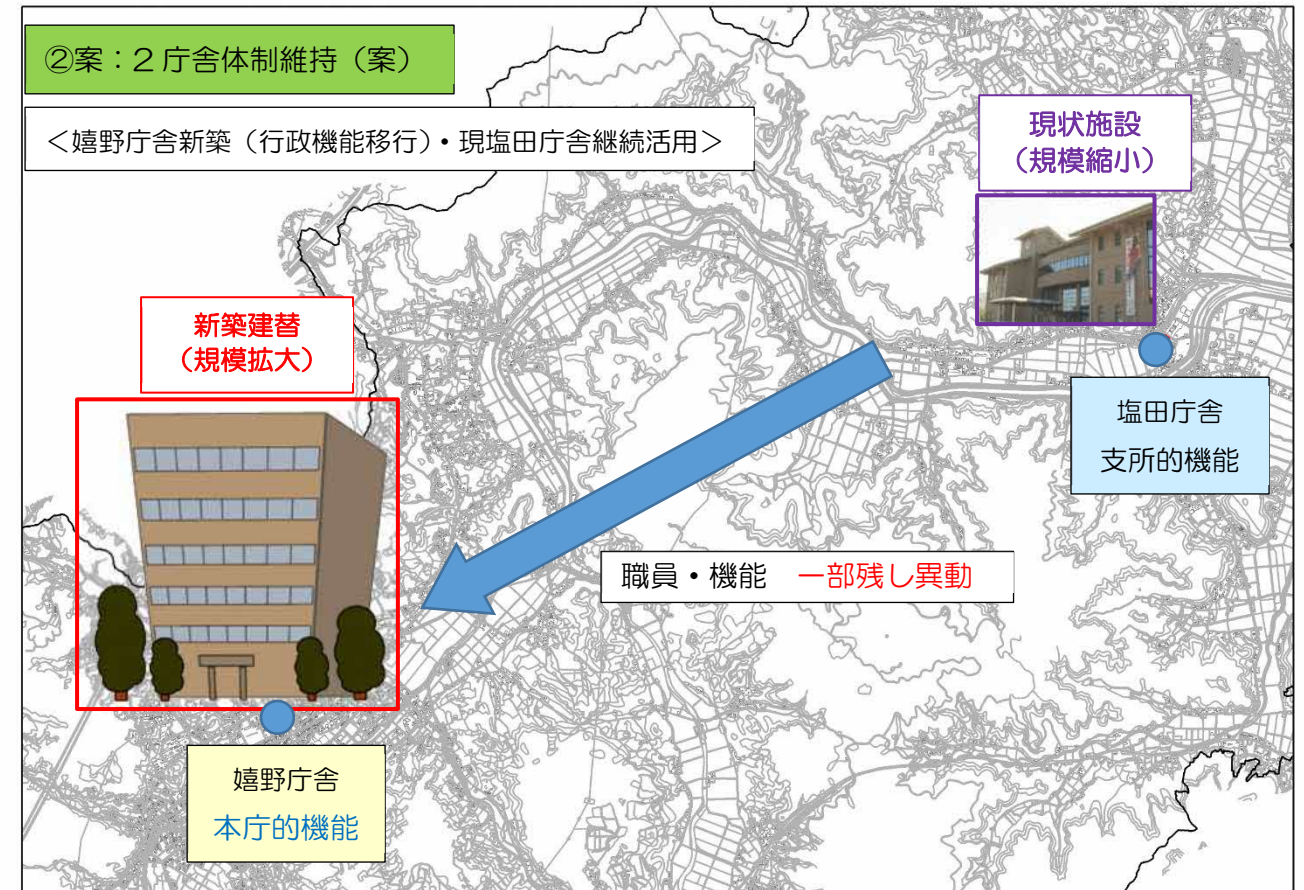 ②案：２庁舎体制維持（案）
＜嬉野庁舎新築（行政機能移行）・現塩田庁舎継続活用＞
現状施設
（規模縮小）
新築建替
（規模拡大）
塩田庁舎
支所的機能
職員・機能　一部残し異動
嬉野庁舎
本庁的機能